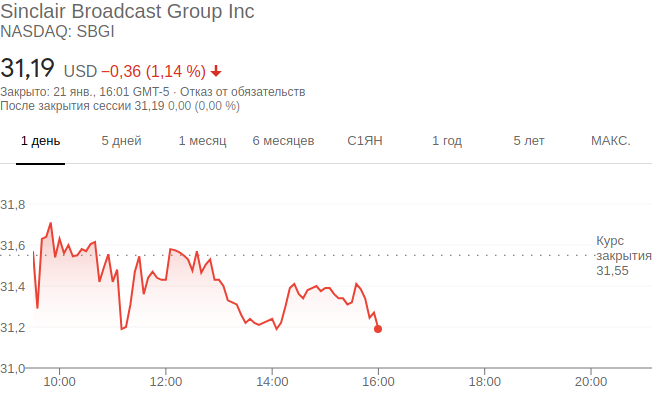 Sinclair Broadcast Group Inc
NASDAQ: SBGI
31,19 USD −0,36 (1,14 %)
Закрыто: 21 янв., 16:01 GMT-5 · Отказ от обязательств
После закрытия сессии 31,19 0,00 (0,00 %)
1 день 5 дней 1 месяц 6 месяцев С1ЯН 1 год 5 лет МАКС.
31,8
31,6
31,4
31,2
31,0
Курс
закрытия
31,55
10:00 12:00 14:00 16:00 18:00 20:00